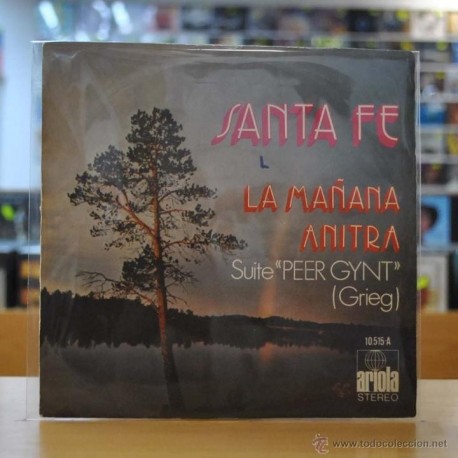 SANTA FE
LA MAÑANA
ANITRA
Suite "PEER GYNT"
(Grieg)
10.515-A
ariola
STEREO
© www.todocoleccion.net